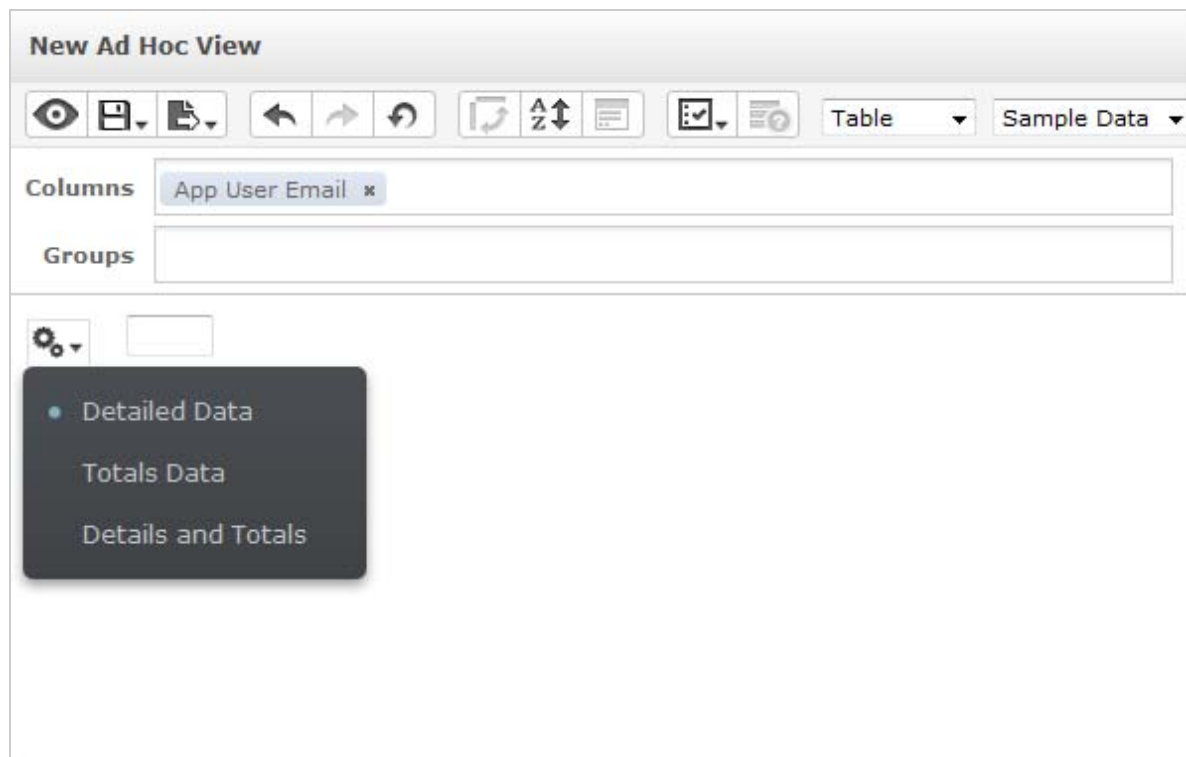 New Ad Hoc View
A Z Table Sample Data
Columns App User Email ×
Groups
Detailed Data
Totals Data
Details and Totals